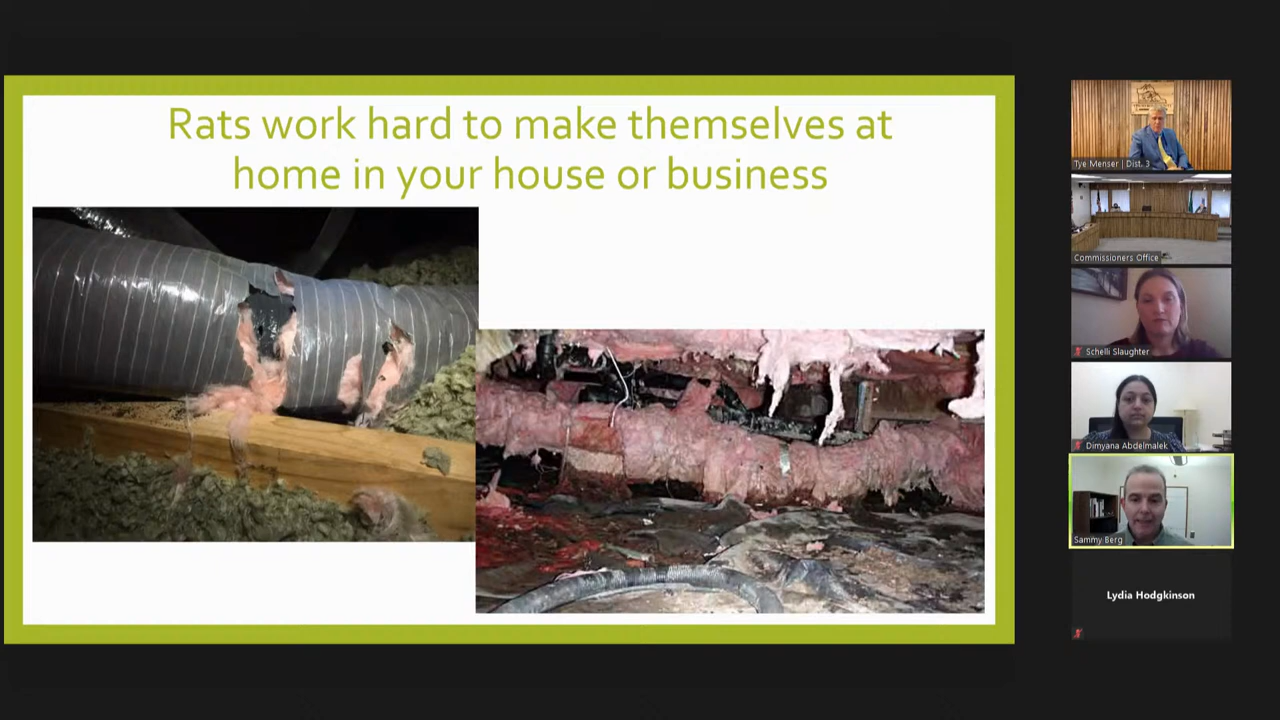 Rats work hard to make themselves at
home in your house or business
Tye Menser | Dist. 3
Commissioners Office
Schelli Slaughter
Dimyana Abdelmalek
Sammy Berg
Lydia Hodgkinson